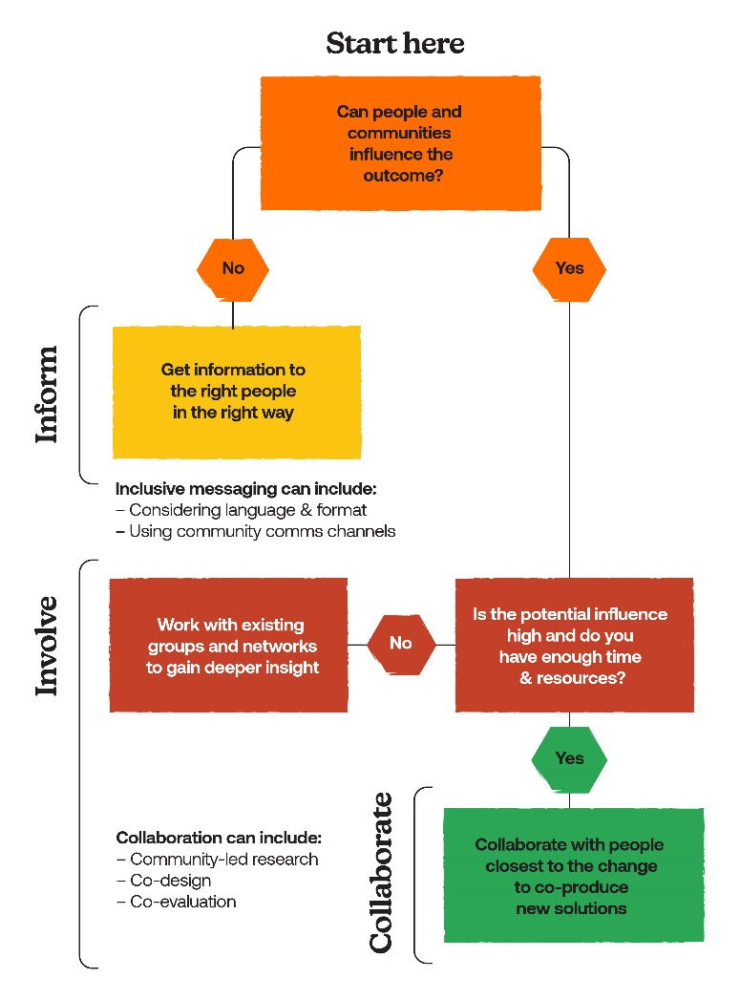 Start here
Can people and
communities
influence the
outcome?
No
Yes
Inform
Get information to
the right people
in the right way
Inclusive messaging can include:
– Considering language & format
– Using community comms channels
Involve
Work with existing
groups and networks
to gain deeper insight
No
Is the potential influence
high and do you
have enough time
& resources?
Yes
Collaboration can include:
– Community-led research
– Co-design
– Co-evaluation
Collaborate
Collaborate with people
closest to the change
to co-produce
new solutions